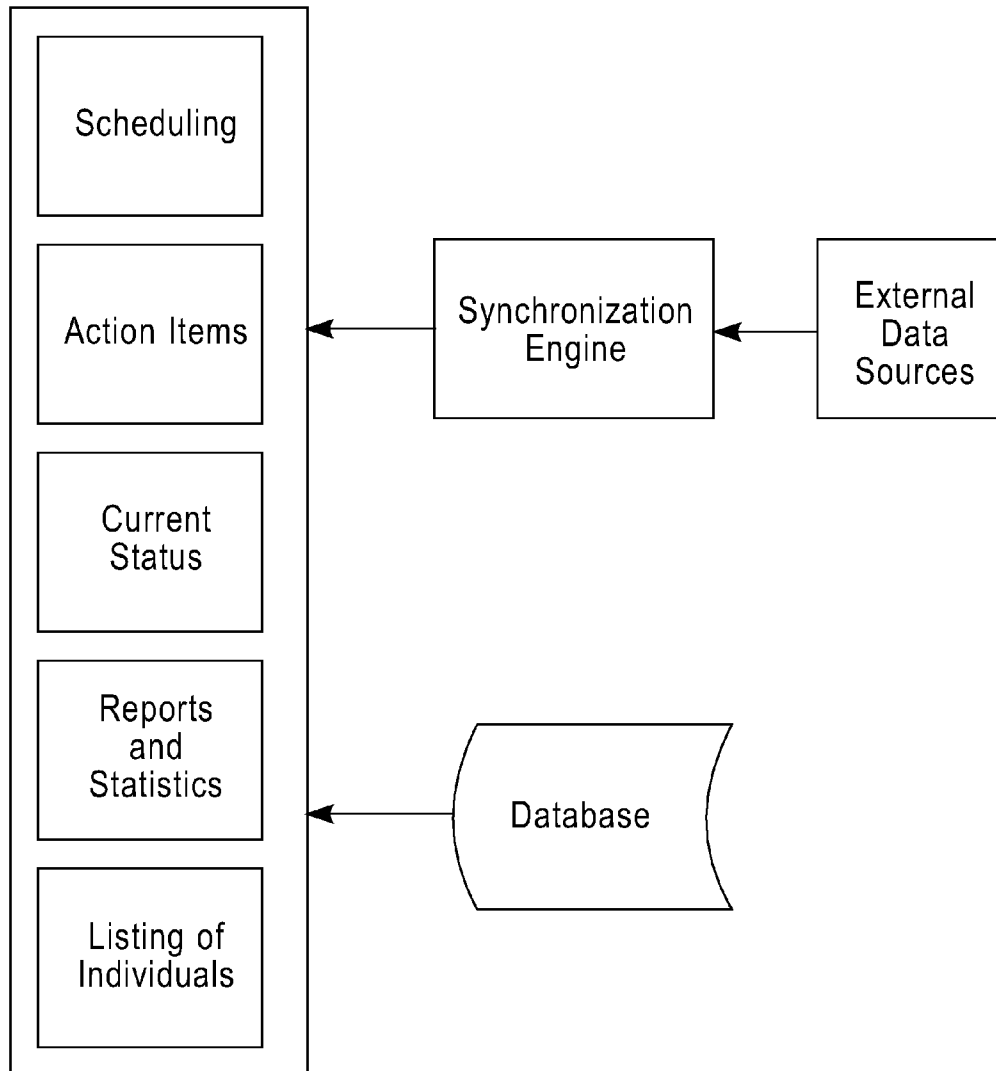 Scheduling
Action Items
Current
Status
Reports
and
Statistics
Listing of
Individuals
Synchronization
Engine
External
Data
Sources
Database